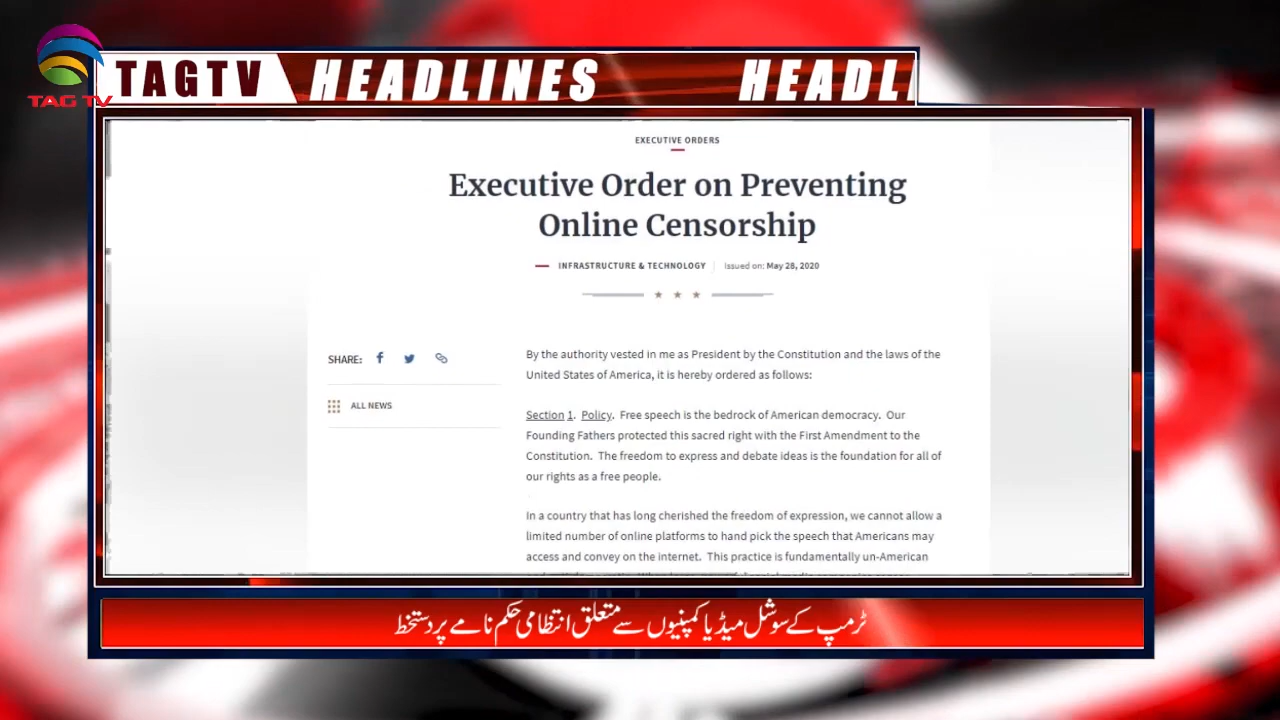 TAG TV
TAGTV HEADLINES HEADL
EXECUTIVE ORDERS
Executive Order on Preventing
Online Censorship
INFRASTRUCTURE & TECHNOLOGY Issued on: May 28, 2020
SHARE:
ALL NEWS
By the authority vested in me as President by the Constitution and the laws of the
United States of America, it is hereby ordered as follows:
Section 1. Policy. Free speech is the bedrock of American democracy. Our
Founding Fathers protected this sacred right with the First Amendment to the
Constitution. The freedom to express and debate ideas is the foundation for all of
our rights as a free people.
In a country that has long cherished the freedom of expression, we cannot allow a
limited number of online platforms to hand pick the speech that Americans may
access and convey on the internet. This practice is fundamentally un-American
ٹرمپ کے سوشل میڈیا کمپنیوں سے متعلق انتظامی حکم نامے پر دستخط